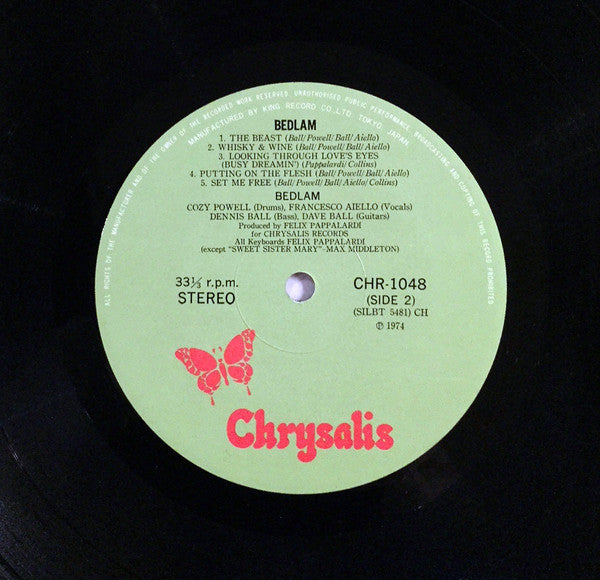 ALL RIGHTS OF THE MANUFACTURER AND OF THE OWNER OF THE RECORDED WORK RESERVED. UNAUTHORISED PUBLIC PERFORMANCE, BROADCASTING AND COPYING OF THIS RECORD PROHIBITED
MANUFACTURED BY KING RECORD CO., LTD. TOKYO, JAPAN
BEDLAM
1. THE BEAST (Ball/Powell/Ball/Aiello)
2. WHISKY & WINE (Ball/Powell/Ball/Aiello)
3. LOOKING THROUGH LOVE'S EYES
(BUSY DREAMIN') (Pappalardi/Collins)
4. PUTTING ON THE FLESH (Ball/Powell/Ball/Aiello)
5. SET ME FREE (Ball/Powell/Ball/Aiello/Collins)
BEDLAM
COZY POWELL (Drums), FRANCESCO AIELLO (Vocals)
DENNIS BALL (Bass), DAVE BALL (Guitars)
Produced by FELIX PAPPALARDI
for CHRYSALIS RECORDS
All Keyboards FELIX PAPPALARDI
(except "SWEET SISTER MARY"-MAX MIDDLETON)
33⅓ r.p.m.
STEREO
CHR-1048
(SIDE 2)
(SILBT 5481) CH
℗ 1974
Chrysalis